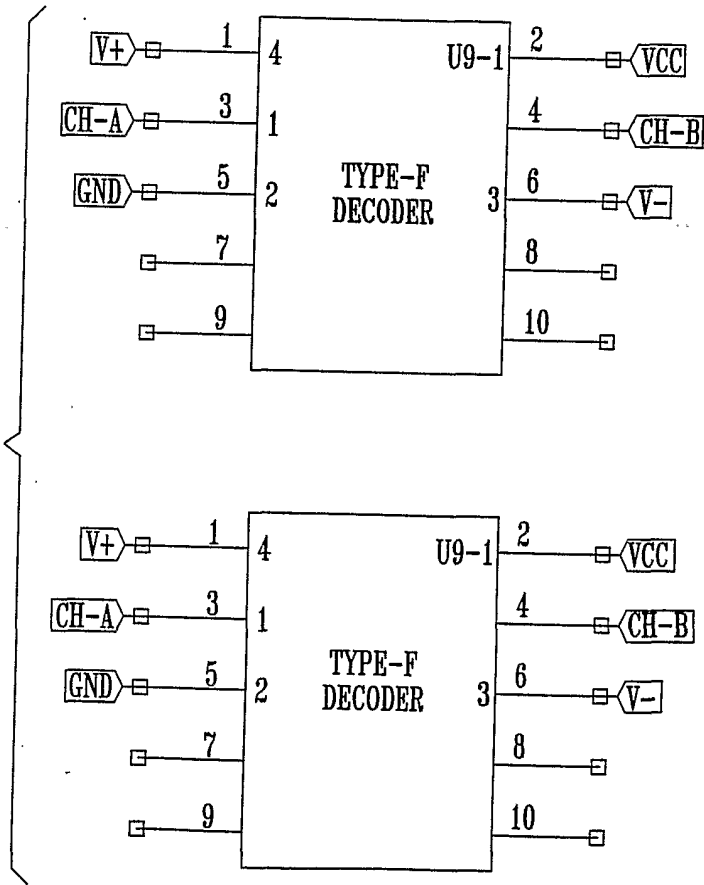 V+ 1 4 U9-1 2 VCC
CH-A 3 1 4 CH-B
GND 5 2 TYPE-F 3 6 V-
DECODER
7 8
9 10
V+ 1 4 U9-1 2 VCC
CH-A 3 1 4 CH-B
GND 5 2 TYPE-F 3 6 V-
DECODER
7 8
9 10